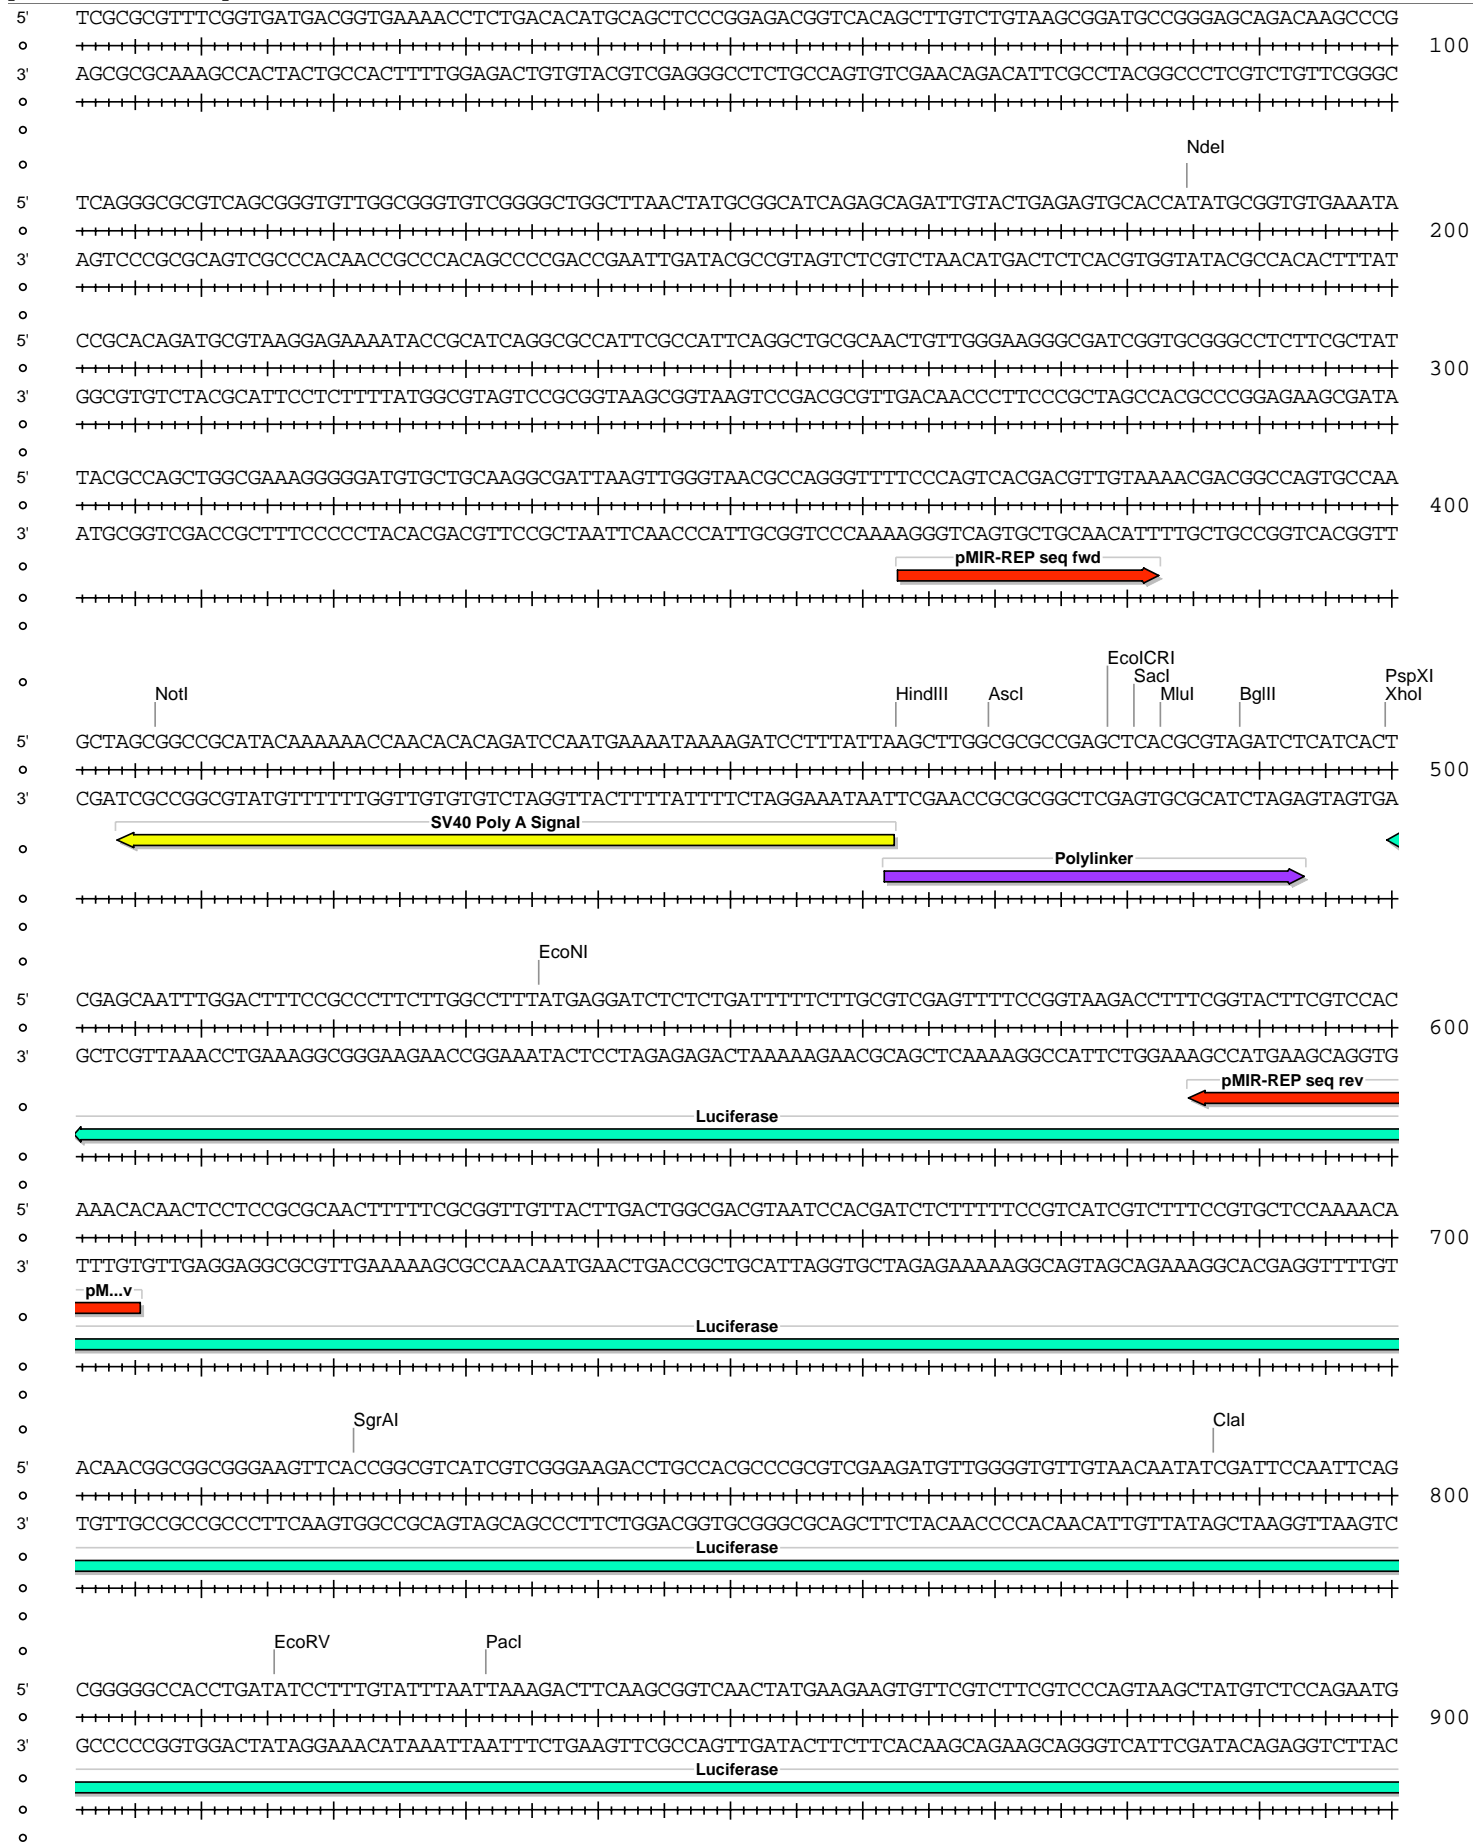 5' TCGCGCGTTTCGGTGATGACGGTGAAAACCTCTGACACATGCAGCTCCCGGAGACGGTCACAGCTTGTCTGTAAGCGGATGCCGGGAGCAGACAAGCCCG
100
3' AGCGCGCAAAGCCACTACTGCCACTTTTGGAGACTGTGTACGTCGAGGGCCTCTGCCAGTGTCGAACAGACATTCGCCTACGGCCCTCGTCTGTTCGGGC
NdeI
5' TCAGGGCGCGTCAGCGGGTGTTGGCGGGTGTCGGGGCTGGCTTAACTATGCGGCATCAGAGCAGATTGTACTGAGAGTGCACCATATGCGGTGTGAAATA
200
3' AGTCCCGCGCAGTCGCCCACAACCGCCCACAGCCCCGACCGAATTGATACGCCGTAGTCTCGTCTAACATGACTCTCACGTGGTATACGCCACACTTTAT
5' CCGCACAGATGCGTAAGGAGAAAATACCGCATCAGGCGCCATTCGCCATTCAGGCTGCGCAACTGTTGGGAAGGGCGATCGGTGCGGGCCTCTTCGCTAT
300
3' GGCGTGTCTACGCATTCCTCTTTTATGGCGTAGTCCGCGGTAAGCGGTAAGTCCGACGCGTTGACAACCCTTCCCGCTAGCCACGCCCGGAGAAGCGATA
5' TACGCCAGCTGGCGAAAGGGGGATGTGCTGCAAGGCGATTAAGTTGGGTAACGCCAGGGTTTTCCCAGTCACGACGTTGTAAAACGACGGCCAGTGCCAA
400
3' ATGCGGTCGACCGCTTTCCCCCTACACGACGTTCCGCTAATTCAACCCATTGCGGTCCCAAAAGGGTCAGTGCTGCAACATTTTGCTGCCGGTCACGGTT
pMIR-REP seq fwd
EcoICRI
NotI HindIII AscI SacI MluI BglII PspXI XhoI
5' GCTAGCGGCCGCATACAAAAAACCAACACACAGATCCAATGAAAATAAAAGATCCTTTATTAAGCTTGGCGCGCCGAGCTCACGCGTAGATCTCATCACT
500
3' CGATCGCCGGCGTATGTTTTTTGGTTGTGTGTCTAGGTTACTTTTATTTTCTAGGAAATAATTCGAACCGCGCGGCTCGAGTGCGCATCTAGAGTAGTGA
SV40 Poly A Signal
Polylinker
EcoNI
5' CGAGCAATTTGGACTTTCCGCCCTTCTTGGCCTTTATGAGGATCTCTCTGATTTTTCTTGCGTCGAGTTTTCCGGTAAGACCTTTCGGTACTTCGTCCAC
600
3' GCTCGTTAAACCTGAAAGGCGGGAAGAACCGGAAATACTCCTAGAGAGACTAAAAAGAACGCAGCTCAAAAGGCCATTCTGGAAAGCCATGAAGCAGGTG
pMIR-REP seq rev
Luciferase
5' AAACACAACTCCTCCGCGCAACTTTTTCGCGGTTGTTACTTGACTGGCGACGTAATCCACGATCTCTTTTTCCGTCATCGTCTTTCCGTGCTCCAAAACA
700
3' TTTGTGTTGAGGAGGCGCGTTGAAAAAGCGCCAACAATGAACTGACCGCTGCATTAGGTGCTAGAGAAAAAGGCAGTAGCAGAAAGGCACGAGGTTTTGT
pM...v
Luciferase
SgrAI ClaI
5' ACAACGGCGGCGGGAAGTTCACCGGCGTCATCGTCGGGAAGACCTGCCACGCCCGCGTCGAAGATGTTGGGGTGTTGTAACAATATCGATTCCAATTCAG
800
3' TGTTGCCGCCGCCCTTCAAGTGGCCGCAGTAGCAGCCCTTCTGGACGGTGCGGGCGCAGCTTCTACAACCCCACAACATTGTTATAGCTAAGGTTAAGTC
Luciferase
EcoRV PacI
5' CGGGGGCCACCTGATATCCTTTGTATTTAATTAAAGACTTCAAGCGGTCAACTATGAAGAAGTGTTCGTCTTCGTCCCAGTAAGCTATGTCTCCAGAATG
900
3' GCCCCCGGTGGACTATAGGAAACATAAATTAATTTCTGAAGTTCGCCAGTTGATACTTCTTCACAAGCAGAAGCAGGGTCATTCGATACAGAGGTCTTAC
Luciferase